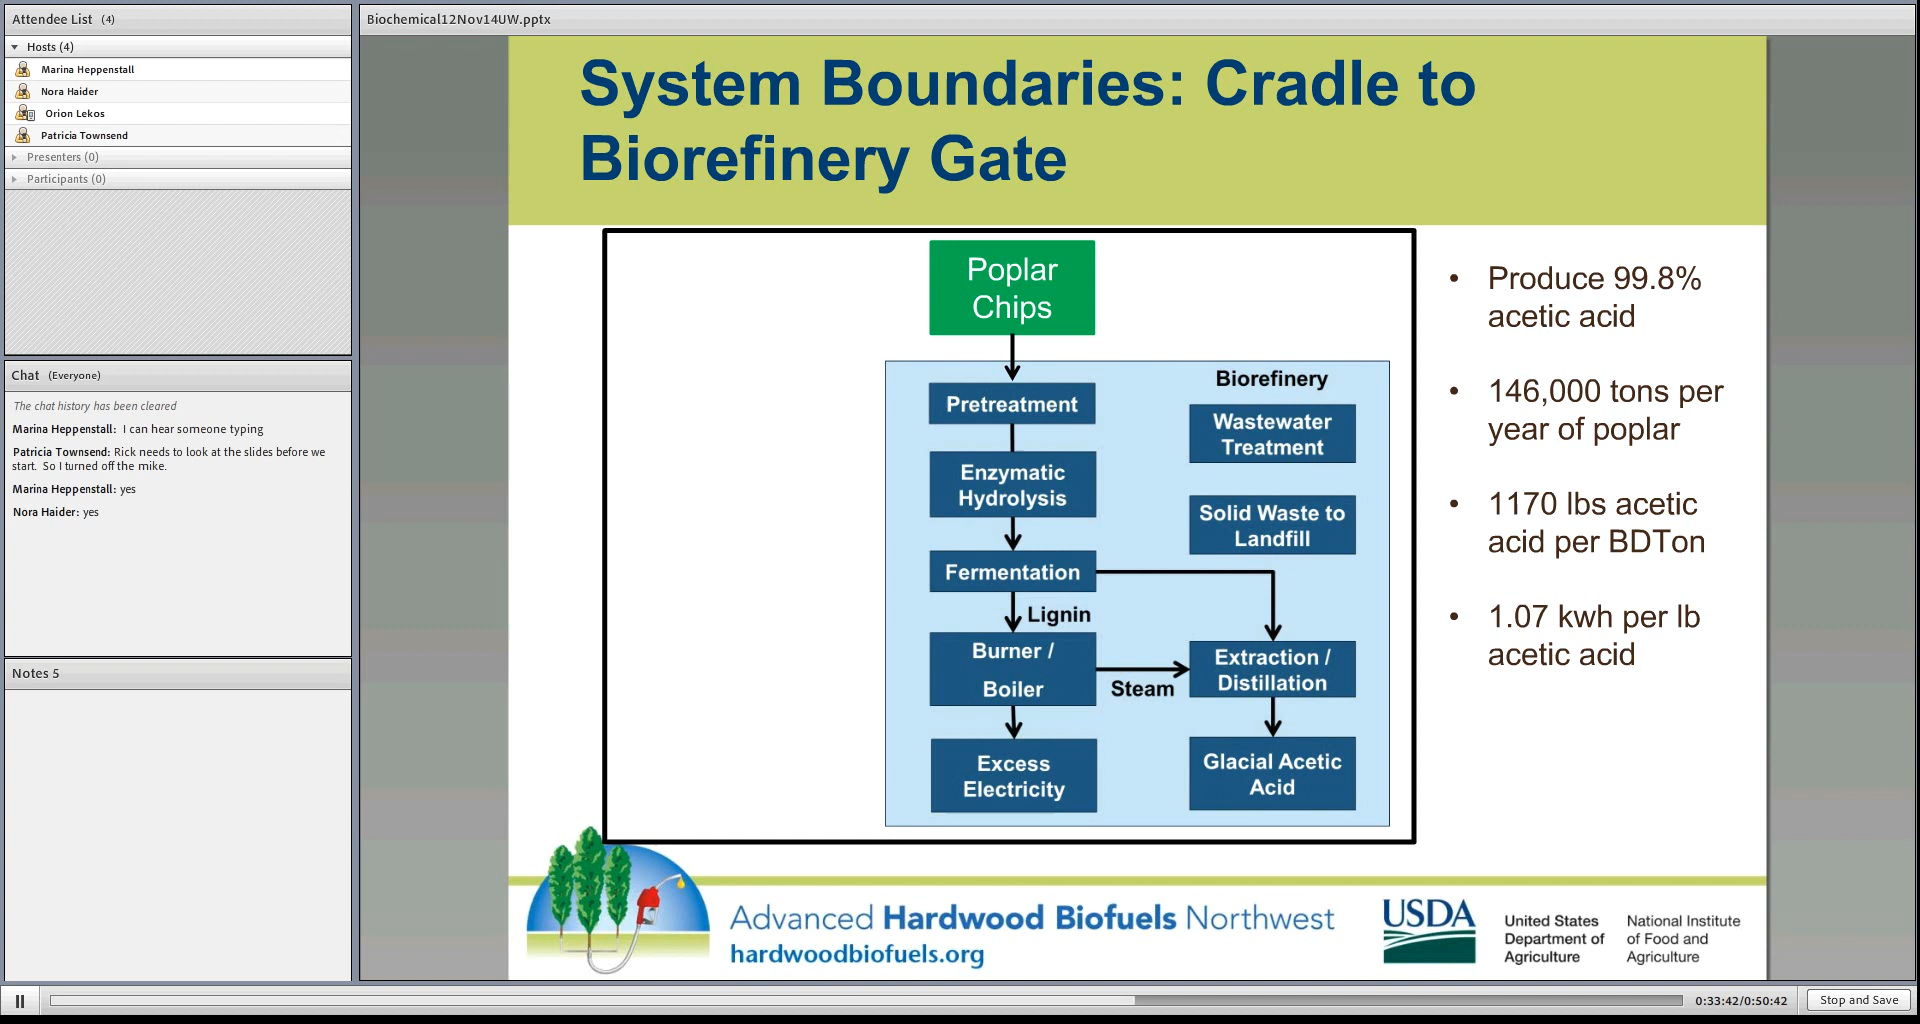 Attendee List (4)
Hosts (4)
Marina Heppenstall
Nora Haider
Orion Lekos
Patricia Townsend
Presenters (0)
Participants (0)
Chat (Everyone)
The chat history has been cleared
Marina Heppenstall: I can hear someone typing
Patricia Townsend: Rick needs to look at the slides before we
start. So I turned off the mike.
Marina Heppenstall: yes
Nora Haider: yes
Notes 5
Biochemical12Nov14UW.pptx
System Boundaries: Cradle to
Biorefinery Gate
Poplar
Chips
Biorefinery
Pretreatment
Wastewater
Treatment
Enzymatic
Hydrolysis
Solid Waste to
Landfill
Fermentation
Lignin
Burner /
Boiler
Steam
Extraction /
Distillation
Excess
Electricity
Glacial Acetic
Acid
• Produce 99.8%
acetic acid
• 146,000 tons per
year of poplar
• 1170 lbs acetic
acid per BDTon
• 1.07 kwh per lb
acetic acid
Advanced Hardwood Biofuels Northwest
hardwoodbiofuels.org
USDA
United States
Department of
Agriculture
National Institute
of Food and
Agriculture
0:33:42/0:50:42
Stop and Save